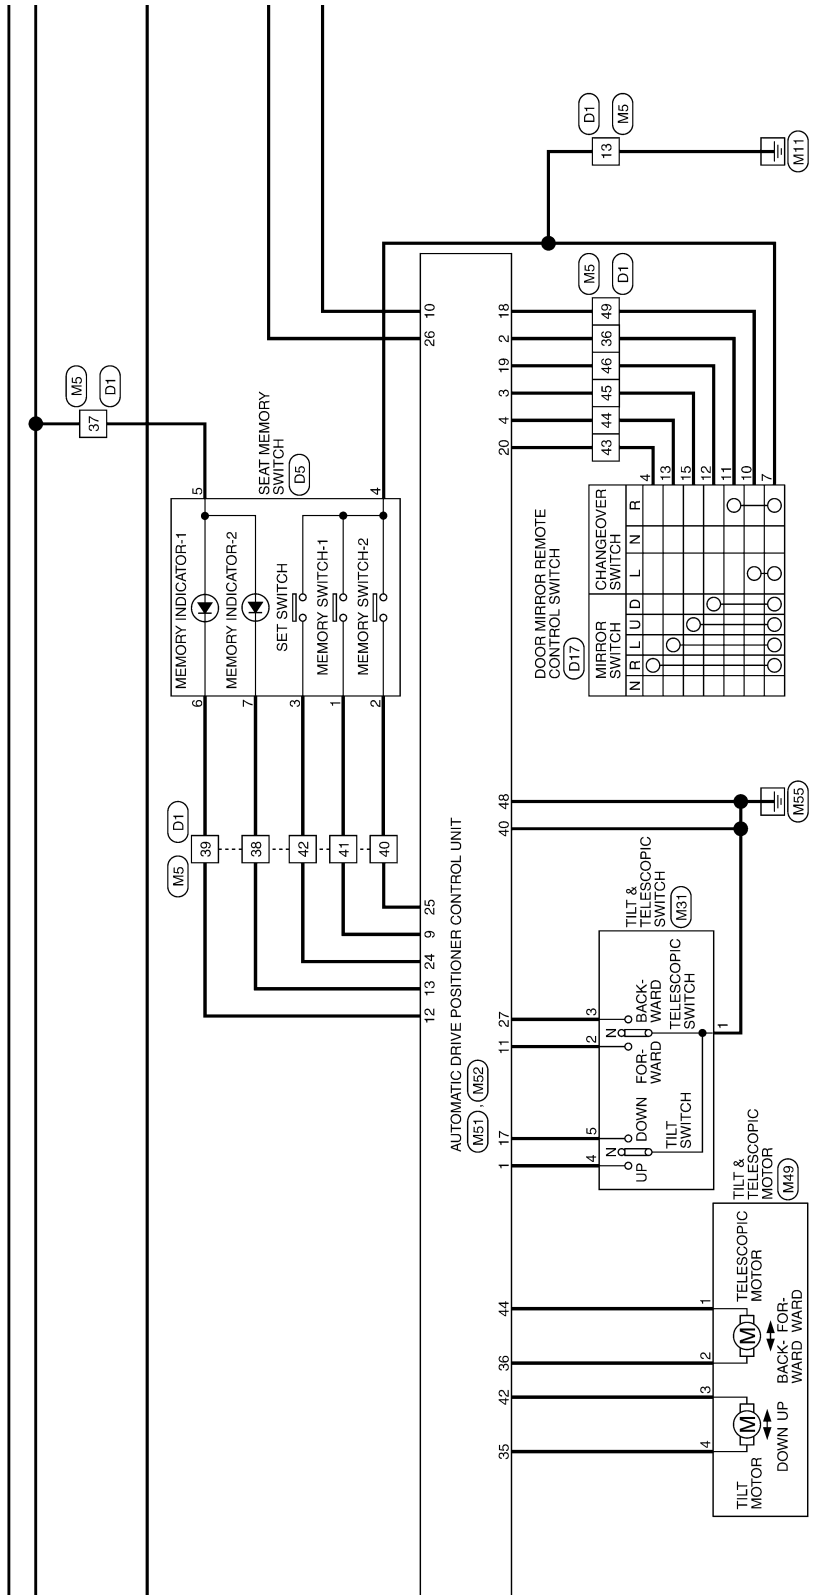 D1
M5
13
M11
M5
D1
10
26
18
2
19
3
4
20
49
36
46
45
44
43
M5
D1
37
SEAT MEMORY
SWITCH
D5
5
4
MEMORY INDICATOR-1
MEMORY INDICATOR-2
SET SWITCH
MEMORY SWITCH-1
MEMORY SWITCH-2
6
7
3
1
2
M5
D1
39
38
42
41
40
25
9
24
13
12
DOOR MIRROR REMOTE
CONTROL SWITCH
D17
4
13
15
12
11
10
7
MIRROR
SWITCH
CHANGEOVER
SWITCH
N R L U D L N R
48
40
M55
AUTOMATIC DRIVE POSITIONER CONTROL UNIT
M51 , M52
TILT &
TELESCOPIC
SWITCH
M31
27
11
17
1
3
2
5
4
1
N
BACK-
WARD
FOR-
WARD
TELESCOPIC
SWITCH
N
DOWN
UP
TILT
SWITCH
TILT &
TELESCOPIC
MOTOR
M49
44
36
42
35
1
2
3
4
TELESCOPIC
MOTOR
M
BACK-
WARD
FOR-
WARD
M
DOWN UP
TILT
MOTOR